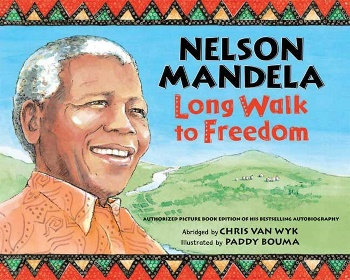 NELSON
MANDELA
Long Walk
to Freedom
AUTHORIZED PICTURE BOOK EDITION OF HIS BESTSELLING AUTOBIOGRAPHY
Abridged by CHRIS VAN WYK
Illustrated by PADDY BOUMA